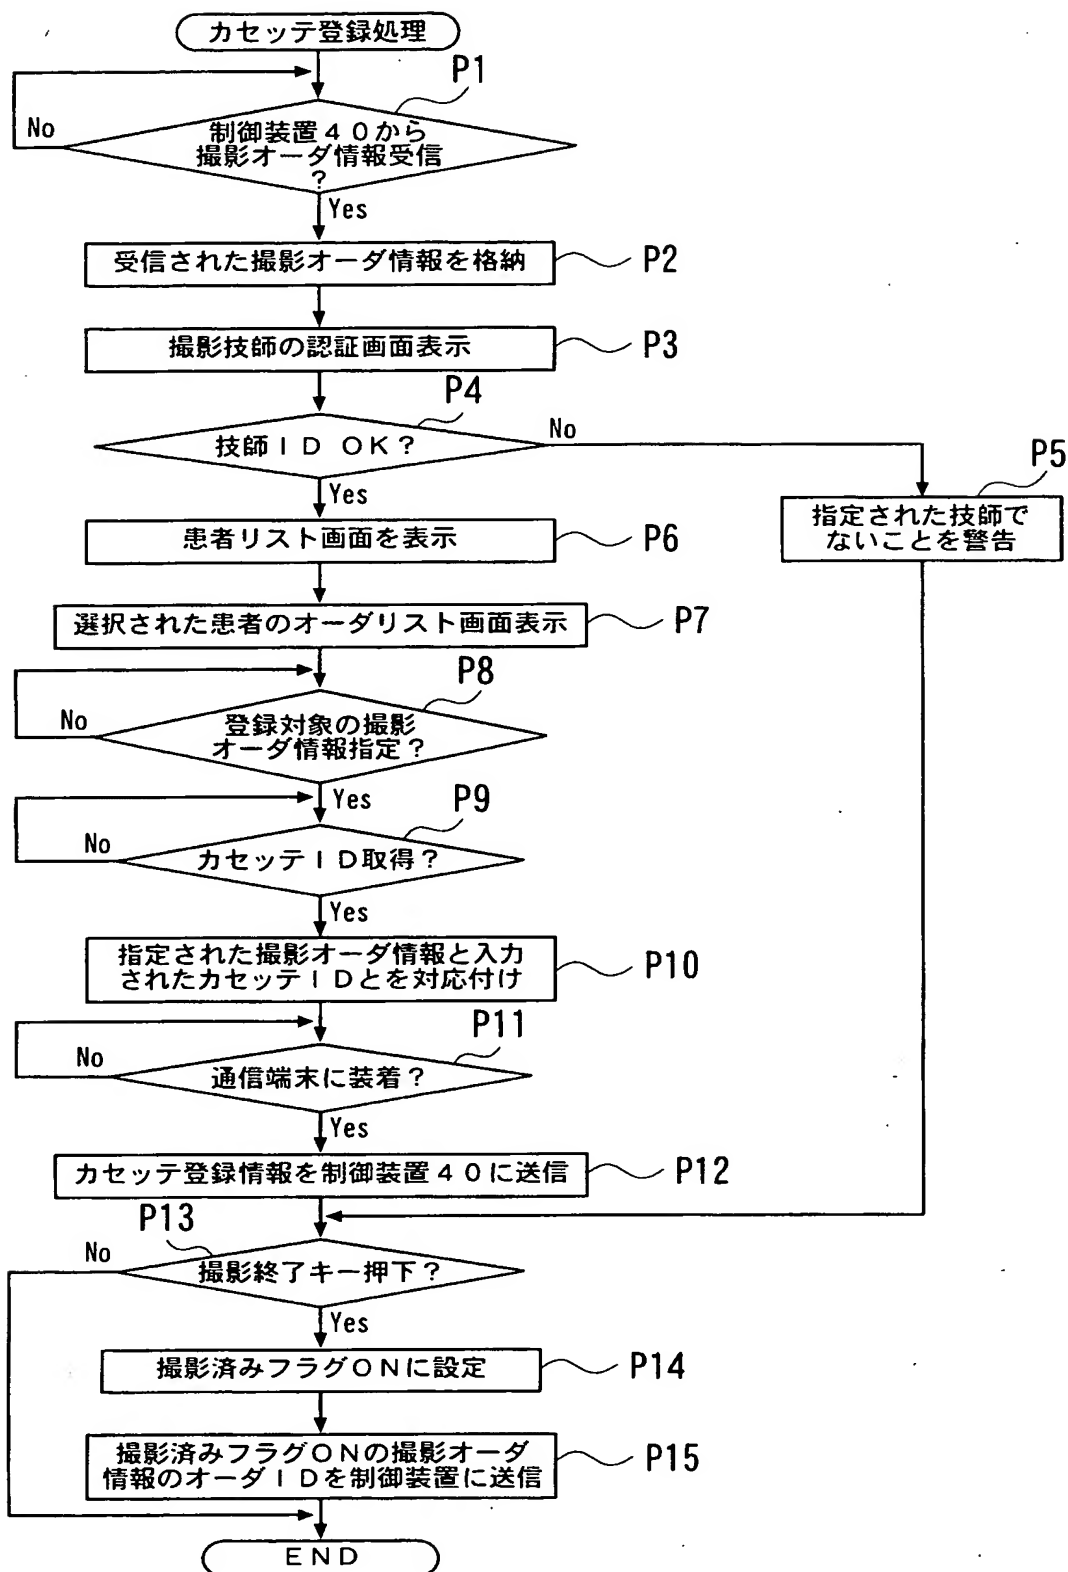 カセッテ登録処理
P1
No
制御装置40から
撮影オーダ情報受信
?
Yes
受信された撮影オーダ情報を格納
P2
撮影技師の認証画面表示
P3
P4
技師ID OK?
No
Yes
P5
指定された技師で
ないことを警告
患者リスト画面を表示
P6
選択された患者のオーダリスト画面表示
P7
P8
No
登録対象の撮影
オーダ情報指定?
Yes
P9
No
カセッテID取得?
Yes
指定された撮影オーダ情報と入力
されたカセッテIDとを対応付け
P10
P11
No
通信端末に装着?
Yes
カセッテ登録情報を制御装置40に送信
P12
P13
No
撮影終了キー押下?
Yes
撮影済みフラグONに設定
P14
撮影済みフラグONの撮影オーダ
情報のオーダIDを制御装置に送信
P15
END